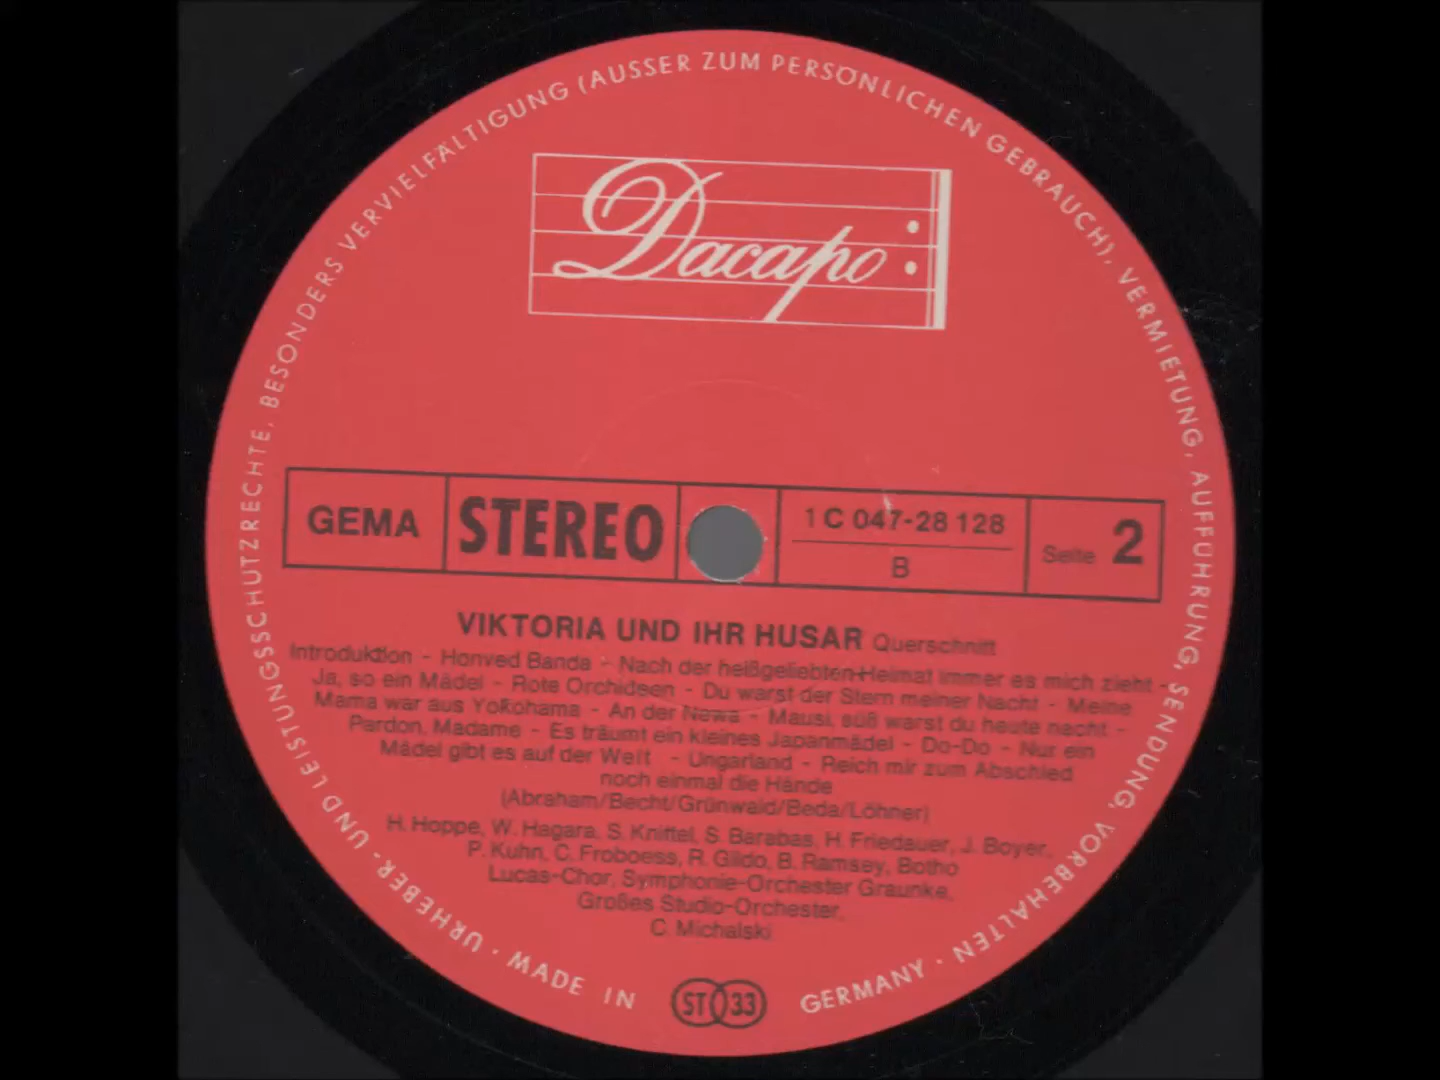 URHEBER- UND LEISTUNGSSCHUTZRECHTE, BESONDERS VERVIELFÄLTIGUNG (AUSSER ZUM PERSÖNLICHEN GEBRAUCH), VERMIETUNG, AUFFÜHRUNG, SENDUNG, VORBEHALTEN ·
Dacapo
GEMA
STEREO
1 C 047-28 128
B
Seite 2
VIKTORIA UND IHR HUSAR Querschnitt
Introduktion - Honved Banda - Nach der heißgeliebten Heimat immer es mich zieht -
Ja, so ein Mädel - Rote Orchideen - Du warst der Stern meiner Nacht - Meine
Mama war aus Yokohama - An der Newa - Mausi, süß warst du heute nacht -
Pardon, Madame - Es träumt ein kleines Japanmädel - Do-Do - Nur ein
Mädel gibt es auf der Welt - Ungarland - Reich mir zum Abschied
noch einmal die Hände
(Abraham/Becht/Grünwald/Beda/Löhner)
H. Hoppe, W. Hagara, S. Knittel, S. Barabas, H. Friedauer, J. Boyer,
P. Kuhn, C. Froboess, R. Gildo, B. Ramsey, Botho
Lucas-Chor, Symphonie-Orchester Graunke,
Großes Studio-Orchester,
C. Michalski
· MADE IN GERMANY ·
ST 33